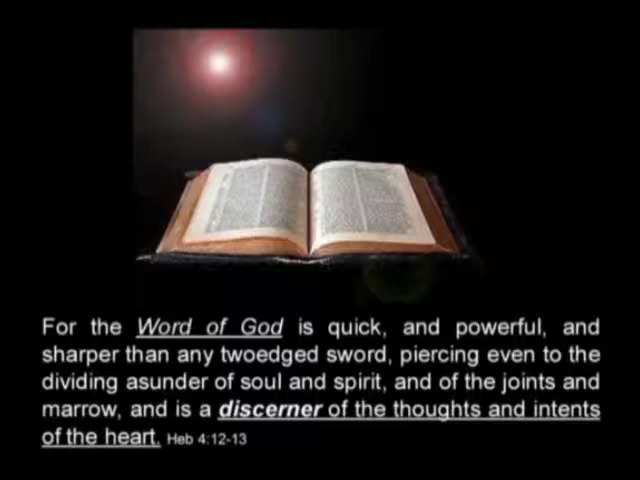 For the Word of God is quick, and powerful, and
sharper than any twoedged sword, piercing even to the
dividing asunder of soul and spirit, and of the joints and
marrow, and is a discerner of the thoughts and intents
of the heart. Heb 4:12-13